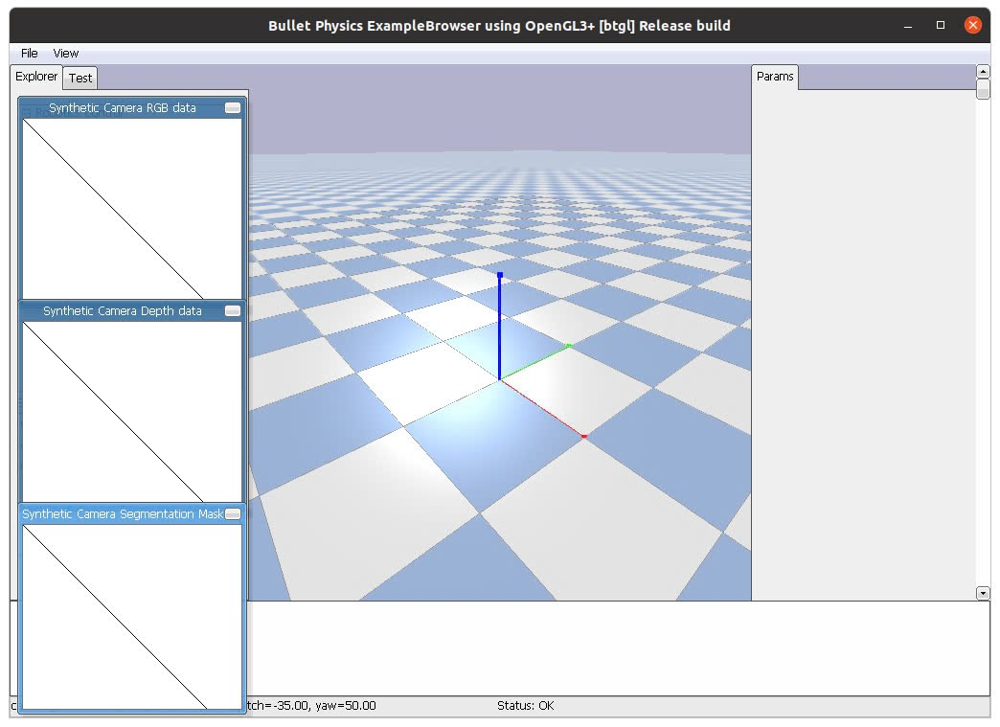 Bullet Physics ExampleBrowser using OpenGL3+ [btgl] Release build
File View
Explorer Test
Params
Synthetic Camera RGB data
Synthetic Camera Depth data
Synthetic Camera Segmentation Mask
tch=-35.00, yaw=50.00
Status: OK